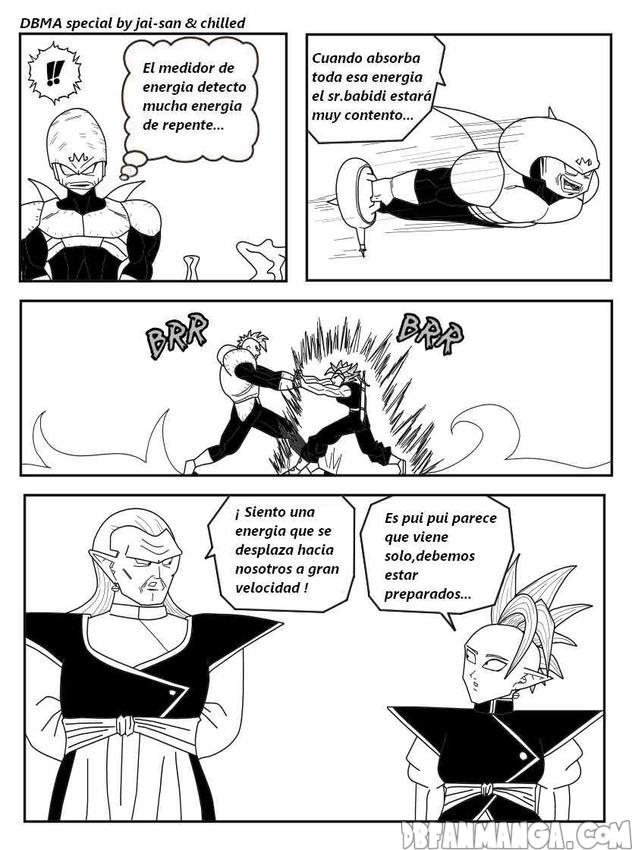 DBMA special by jai-san & chilled
!!
El medidor de
energia detecto
mucha energia
de repente...
Cuando absorba
toda esa energia
el sr.babidi estará
muy contento...
M
M
BRR
BRR
¡ Siento una
energia que se
desplaza hacia
nosotros a gran
velocidad !
Es pui pui parece
que viene
solo,debemos
estar
preparados...
DBFANMANGA.COM